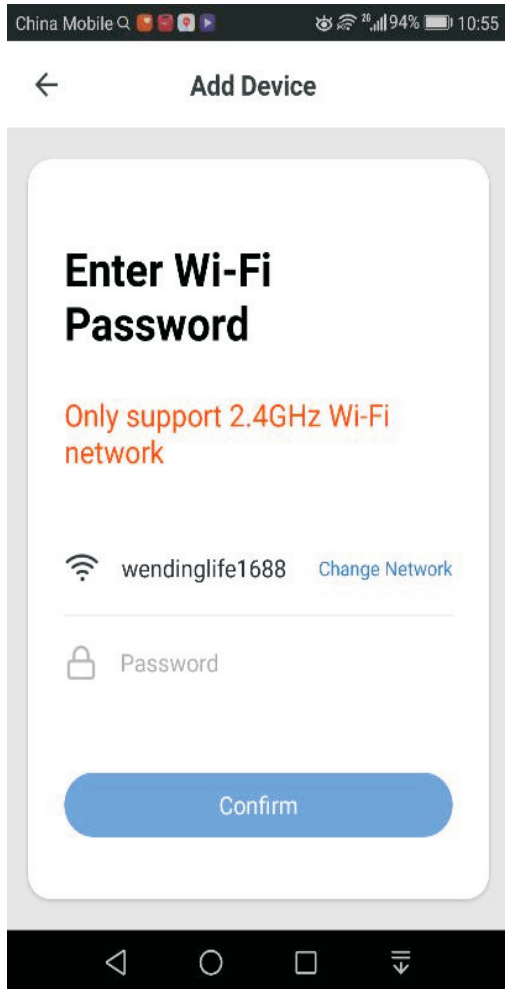 China Mobile 28 94% 10:55
Add Device
Enter Wi-Fi
Password
Only support 2.4GHz Wi-Fi
network
wendinglife1688 Change Network
Password
Confirm